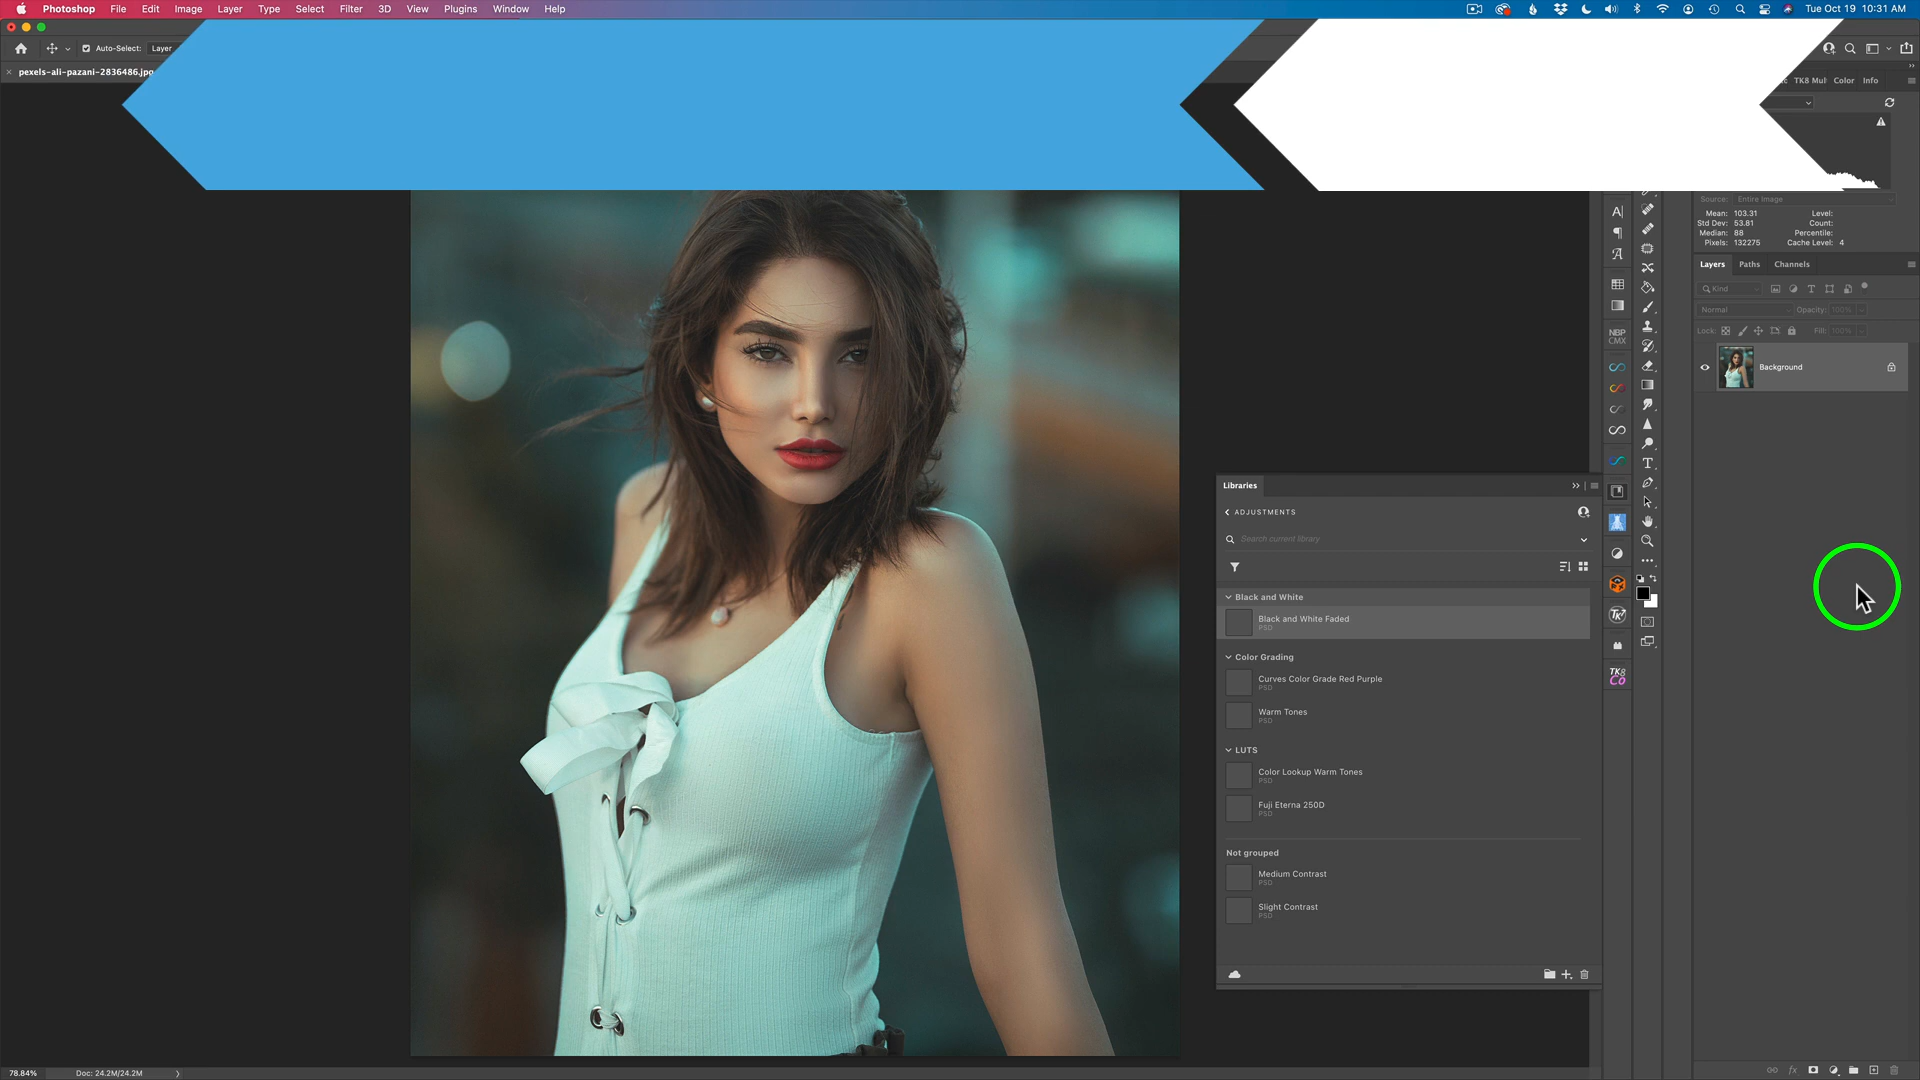 Photoshop File Edit Image Layer Type Select Filter 3D View Plugins Window Help Tue Oct 19 10:31 AM
Auto-Select: Layer
pexels-ali-pazani-2836486.jpg
TK8 Mul Color Info
Source: Entire Image
Mean: 103.31 Level:
Std Dev: 53.81 Count:
Median: 88 Percentile:
Pixels: 132275 Cache Level: 4
Layers Paths Channels
Kind
Normal Opacity: 100%
Lock: Fill: 100%
Background
NBP
CMX
Libraries
ADJUSTMENTS
Search current library
Black and White
Black and White Faded
PSD
Color Grading
Curves Color Grade Red Purple
PSD
Warm Tones
PSD
LUTS
Color Lookup Warm Tones
PSD
Fuji Eterna 250D
PSD
Not grouped
Medium Contrast
PSD
Slight Contrast
PSD
TK7
TK8
Co
fx
78.84% Doc: 24.2M/24.2M